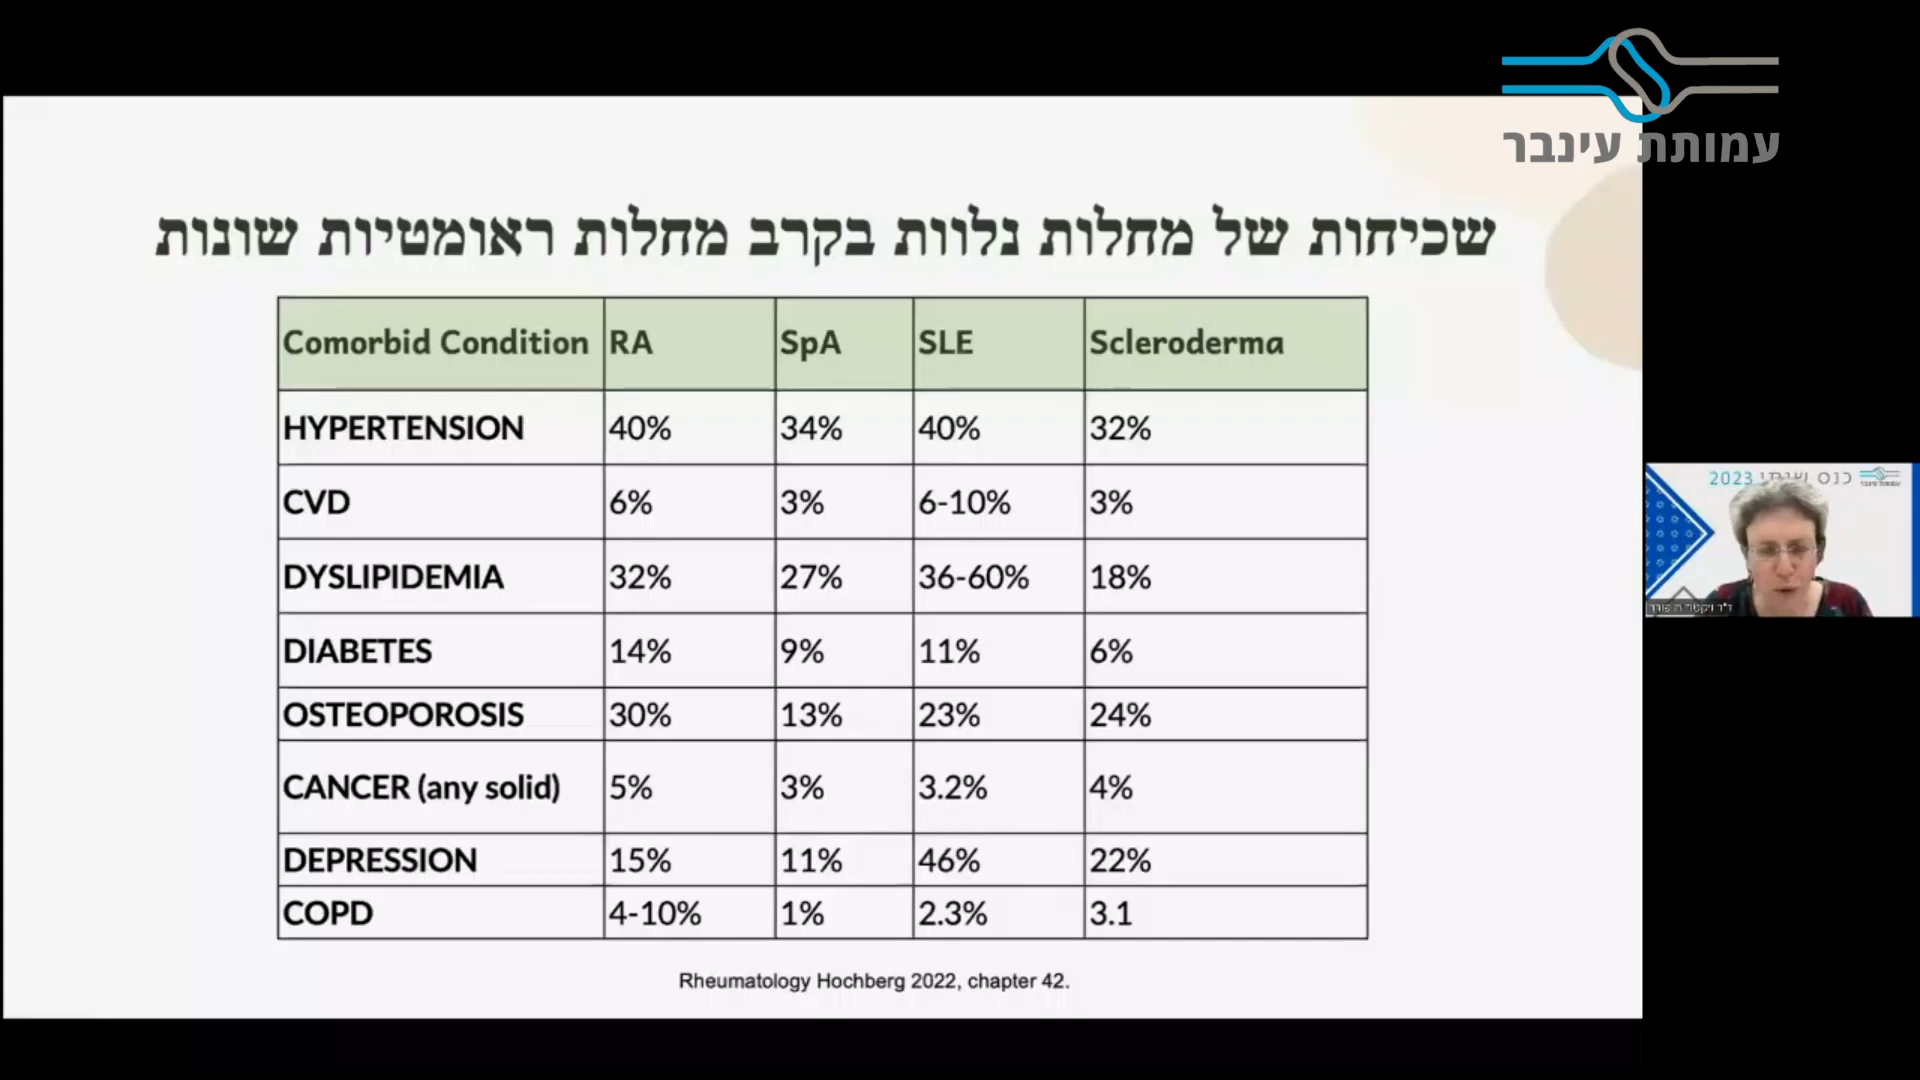 עמותת עינבר
שכיחות של מחלות נלוות בקרב מחלות ראומטיות שונות
Comorbid Condition RA SpA SLE Scleroderma
HYPERTENSION 40% 34% 40% 32%
CVD 6% 3% 6-10% 3%
DYSLIPIDEMIA 32% 27% 36-60% 18%
DIABETES 14% 9% 11% 6%
OSTEOPOROSIS 30% 13% 23% 24%
CANCER (any solid) 5% 3% 3.2% 4%
DEPRESSION 15% 11% 46% 22%
COPD 4-10% 1% 2.3% 3.1
Rheumatology Hochberg 2022, chapter 42.
כנס שנתי 2023
ד"ר ויקטוריה